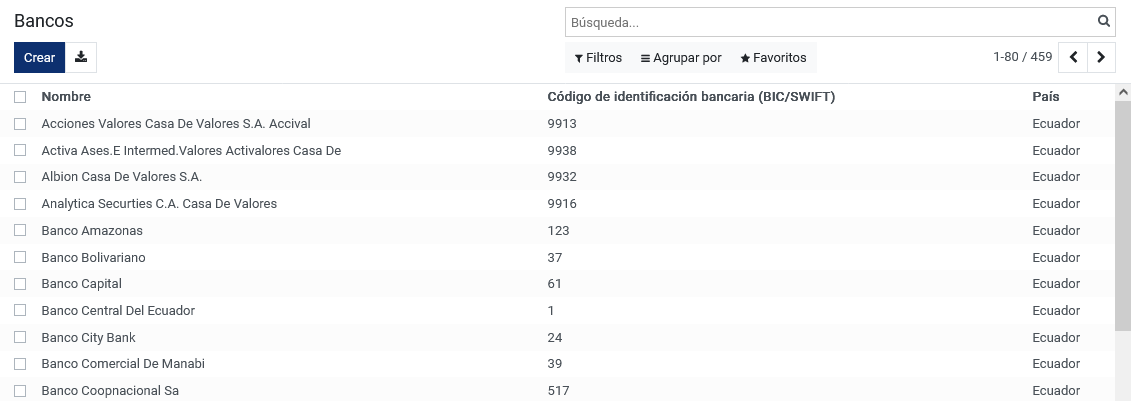 Bancos
Búsqueda...
Crear
Filtros Agrupar por Favoritos 1-80 / 459
Nombre Código de identificación bancaria (BIC/SWIFT) País
Acciones Valores Casa De Valores S.A. Accival 9913 Ecuador
Activa Ases.E Intermed.Valores Activalores Casa De 9938 Ecuador
Albion Casa De Valores S.A. 9932 Ecuador
Analytica Securties C.A. Casa De Valores 9916 Ecuador
Banco Amazonas 123 Ecuador
Banco Bolivariano 37 Ecuador
Banco Capital 61 Ecuador
Banco Central Del Ecuador 1 Ecuador
Banco City Bank 24 Ecuador
Banco Comercial De Manabi 39 Ecuador
Banco Coopnacional Sa 517 Ecuador